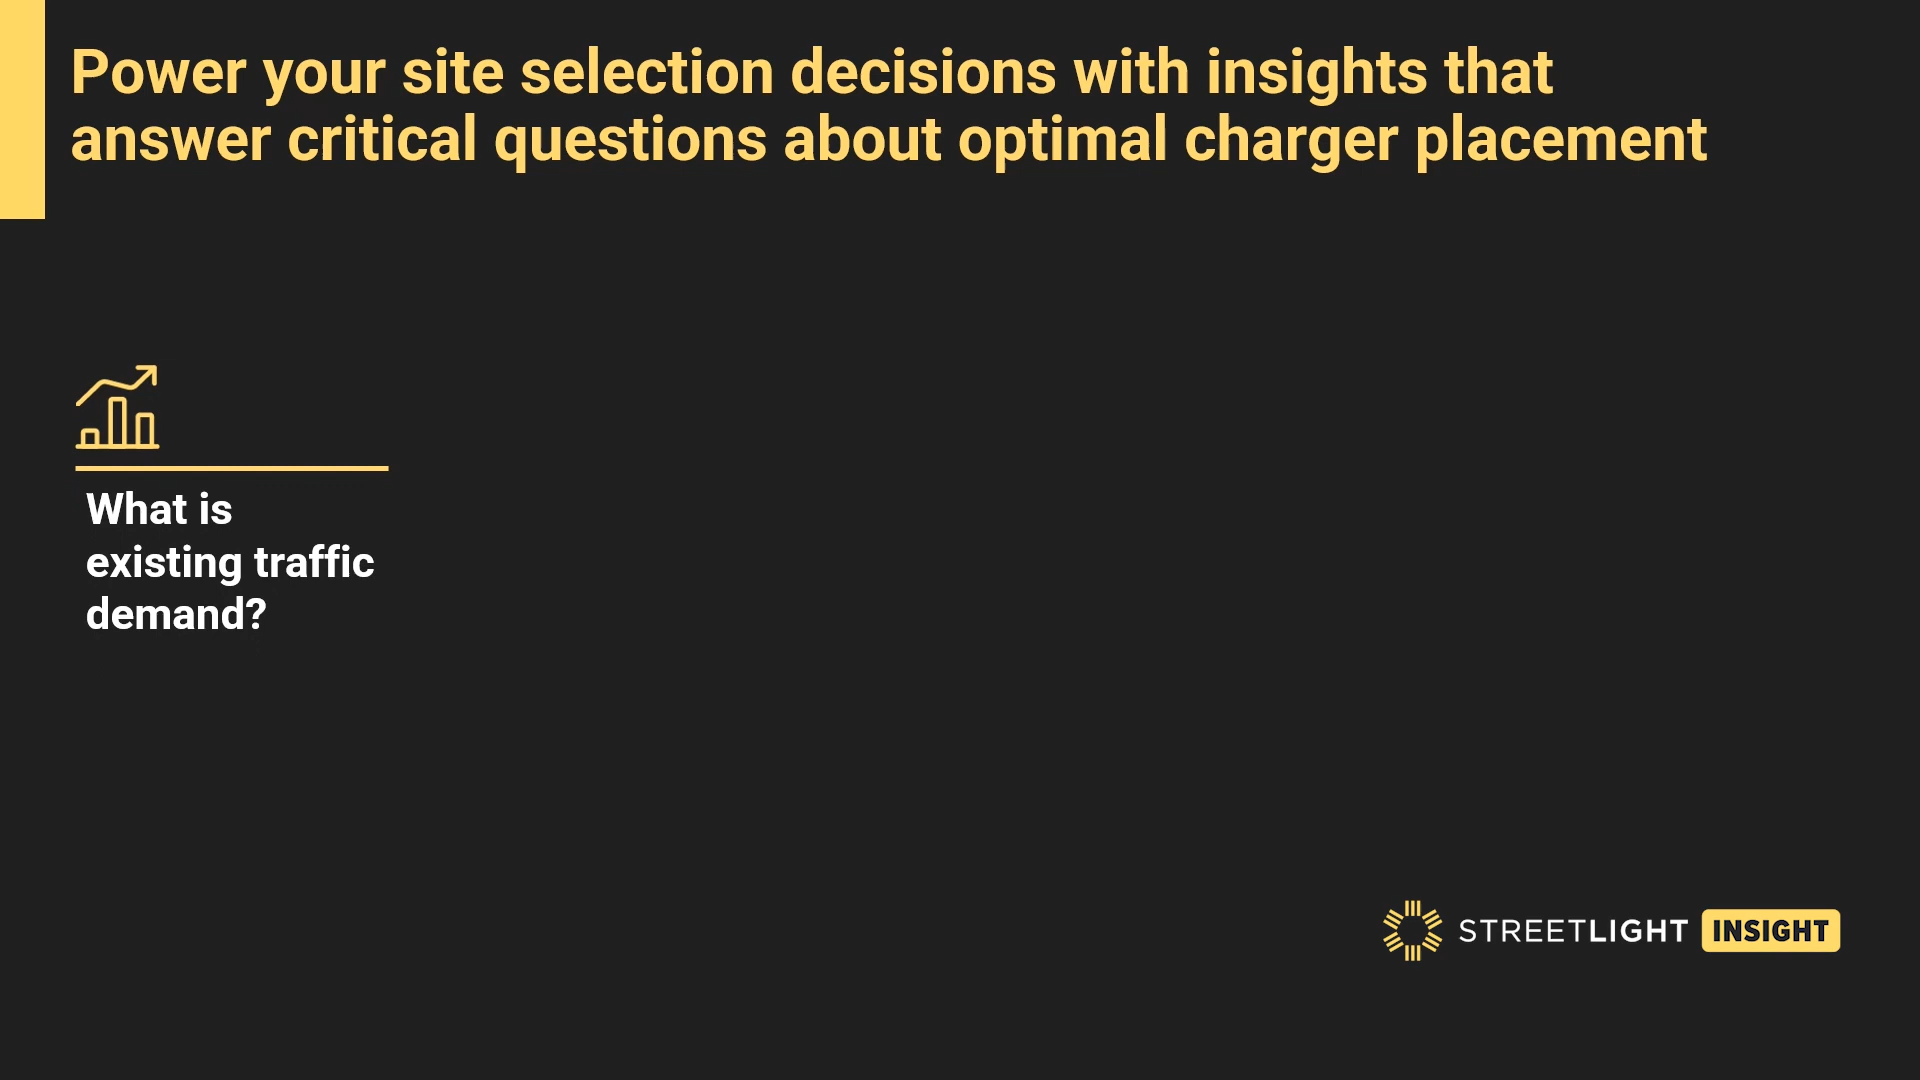 Power your site selection decisions with insights that
answer critical questions about optimal charger placement
What is
existing traffic
demand?
STREETLIGHT INSIGHT